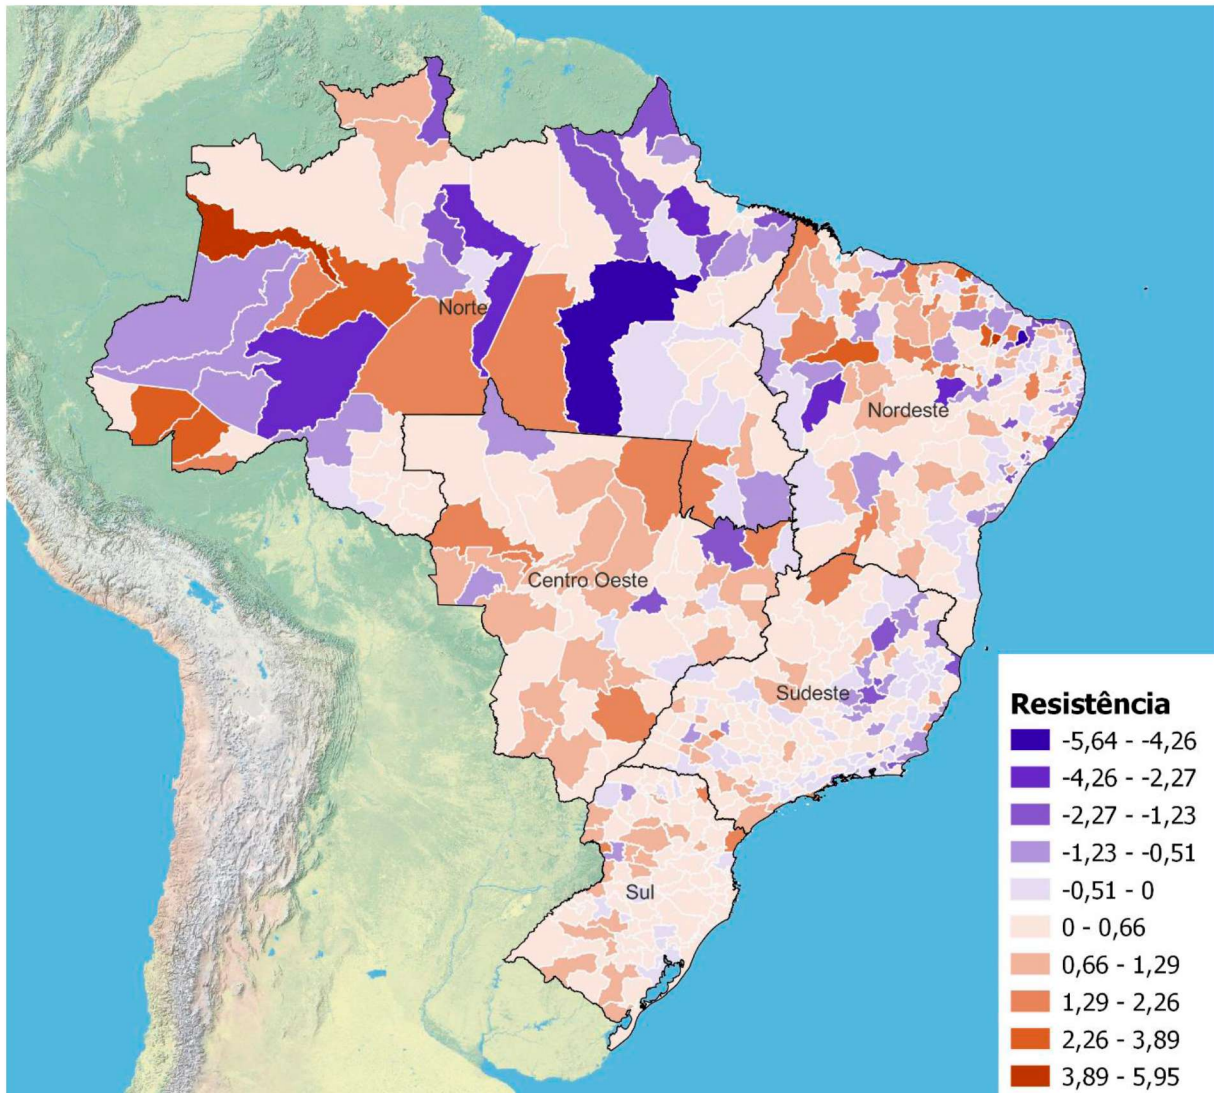 Norte
Nordeste
Centro Oeste
Sudeste
Sul
Resistência
-5,64 - -4,26
-4,26 - -2,27
-2,27 - -1,23
-1,23 - -0,51
-0,51 - 0
0 - 0,66
0,66 - 1,29
1,29 - 2,26
2,26 - 3,89
3,89 - 5,95